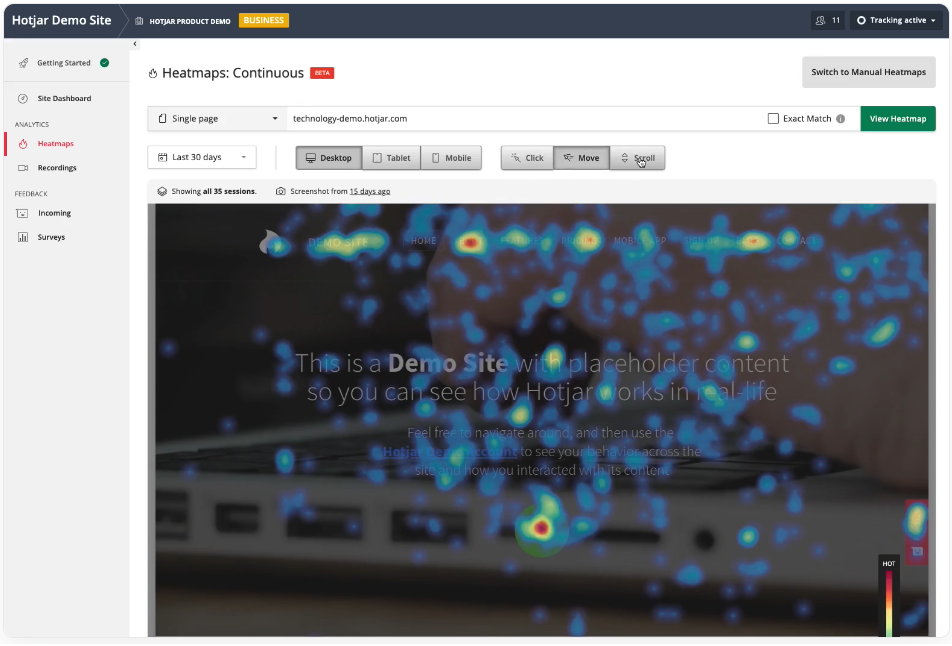 Hotjar Demo Site
HOTJAR PRODUCT DEMO
BUSINESS
11
Tracking active
Getting Started
Site Dashboard
ANALYTICS
Heatmaps
Recordings
FEEDBACK
Incoming
Surveys
Heatmaps: Continuous BETA
Switch to Manual Heatmaps
Single page
technology-demo.hotjar.com
Exact Match
View Heatmap
Last 30 days
Desktop
Tablet
Mobile
Click
Move
Scroll
Showing all 35 sessions.
Screenshot from 15 days ago
DEMO SITE
HOME
MOBILE APP
This is a Demo Site with placeholder content
so you can see how Hotjar works in real-life
Feel free to navigate around, and then use the
Hotjar Demo Account to see your behavior across the
site and how you interacted with its content
HOT